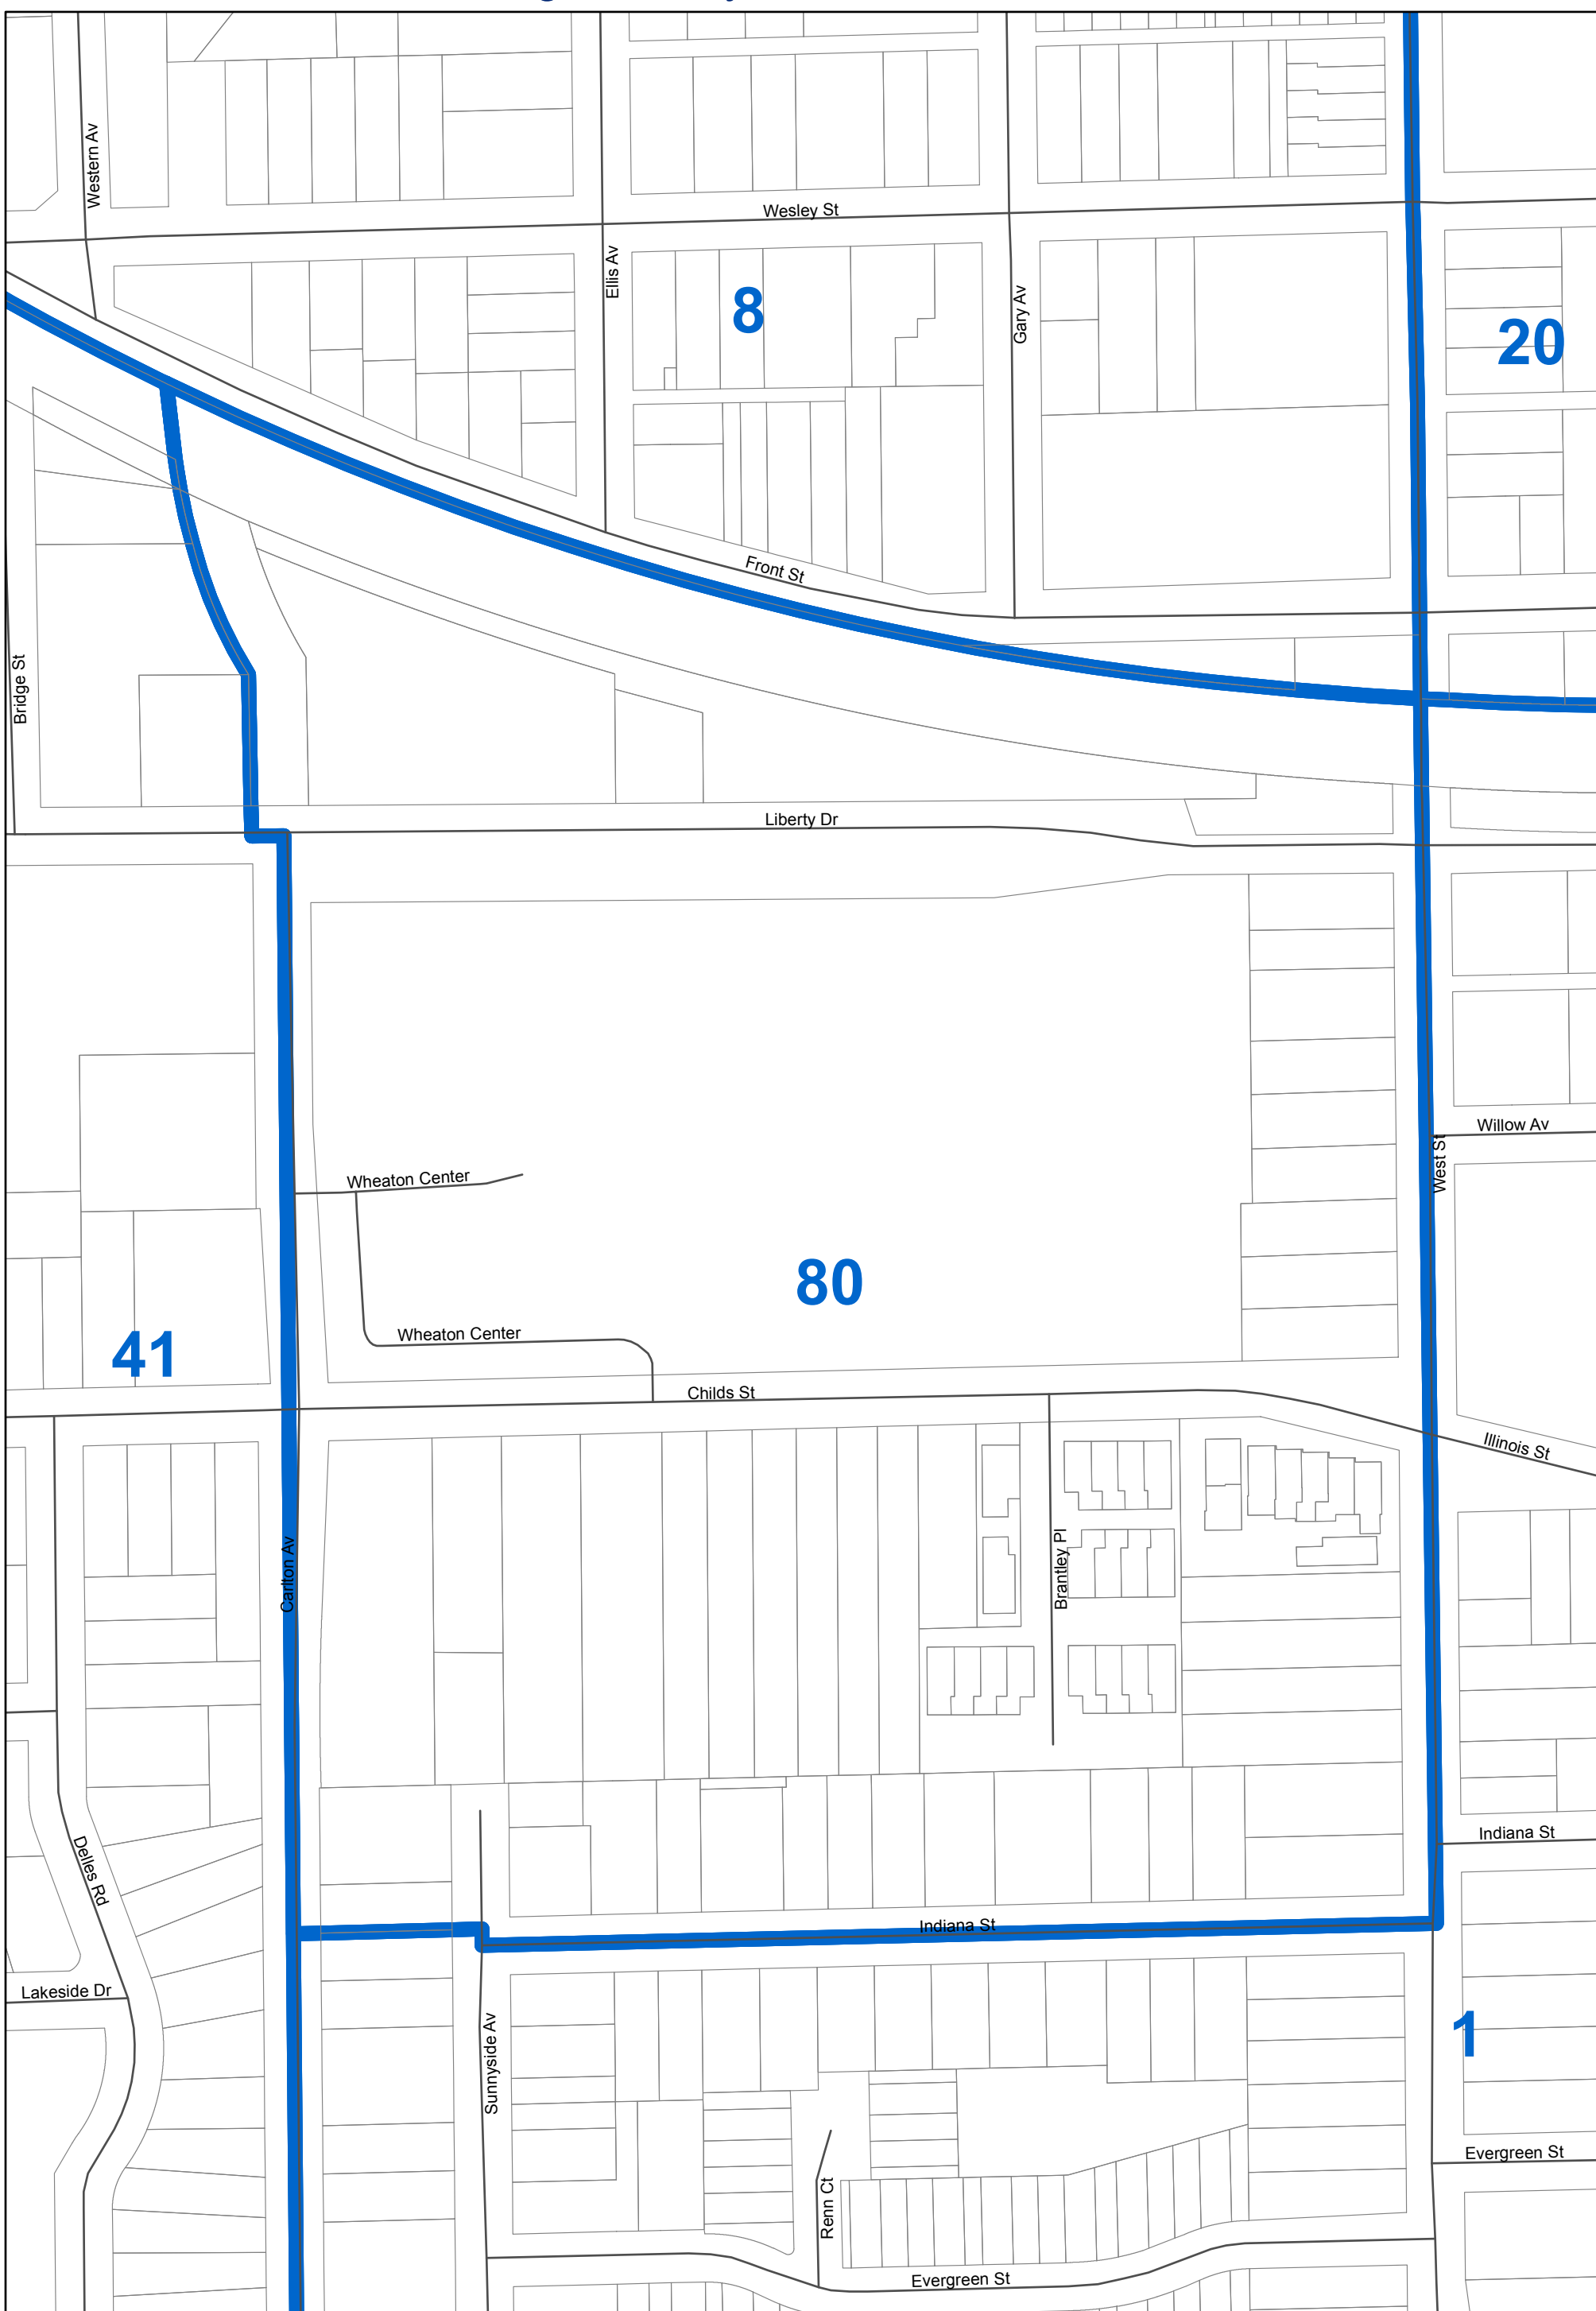 Western Av
Wesley St
Ellis Av
8
Gary Av
20
Front St
Bridge St
Liberty Dr
Willow Av
West St
Wheaton Center
80
Wheaton Center
41
Childs St
Illinois St
Carlton Av
Brantley Pl
Delles Rd
Indiana St
Indiana St
Lakeside Dr
Sunnyside Av
1
Renn Ct
Evergreen St
Evergreen St